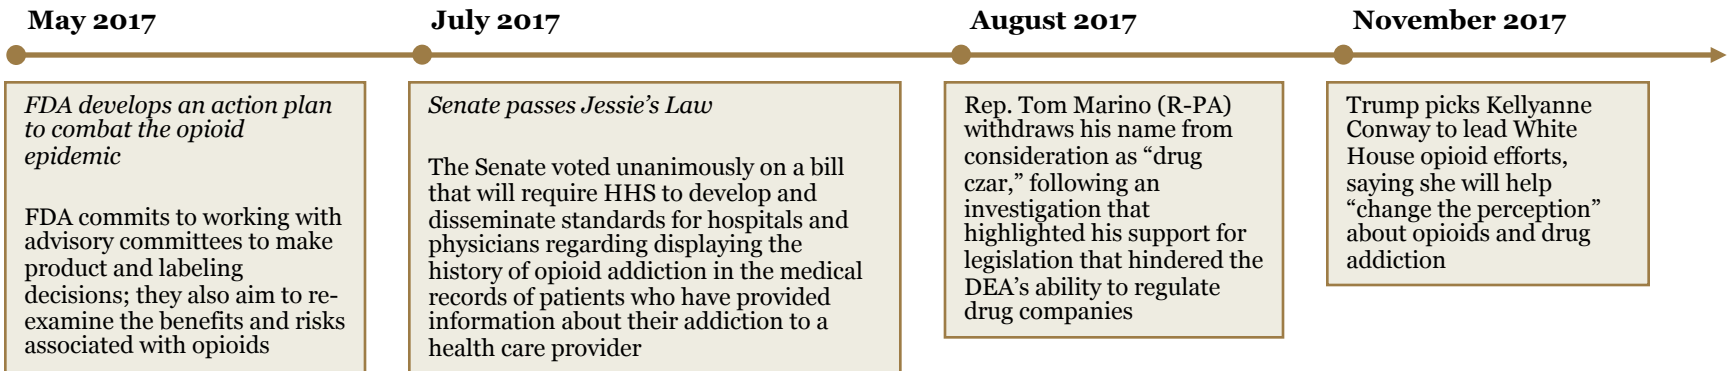 May 2017
July 2017
August 2017
November 2017
FDA develops an action plan
to combat the opioid
epidemic
FDA commits to working with
advisory committees to make
product and labeling
decisions; they also aim to re-
examine the benefits and risks
associated with opioids
Senate passes Jessie’s Law
The Senate voted unanimously on a bill
that will require HHS to develop and
disseminate standards for hospitals and
physicians regarding displaying the
history of opioid addiction in the medical
records of patients who have provided
information about their addiction to a
health care provider
Rep. Tom Marino (R-PA)
withdraws his name from
consideration as “drug
czar,” following an
investigation that
highlighted his support for
legislation that hindered the
DEA’s ability to regulate
drug companies
Trump picks Kellyanne
Conway to lead White
House opioid efforts,
saying she will help
“change the perception”
about opioids and drug
addiction